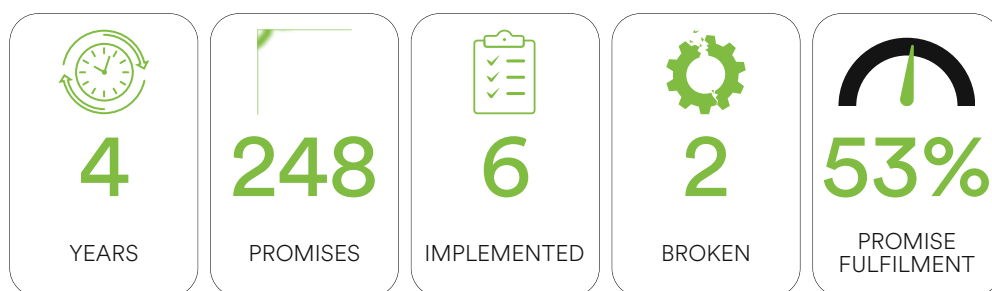 4
YEARS
248
PROMISES
6
IMPLEMENTED
2
BROKEN
53%
PROMISE
FULFILMENT